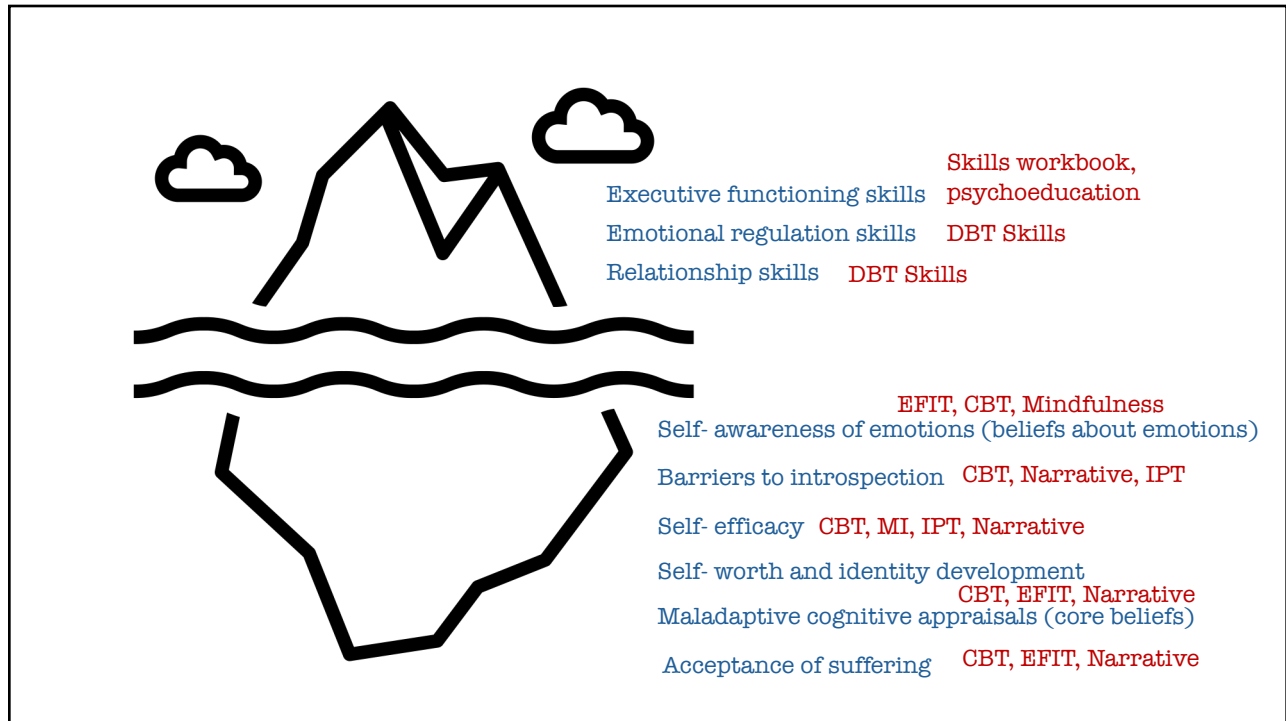 Skills workbook,
Executive functioning skills psychoeducation
Emotional regulation skills DBT Skills
Relationship skills DBT Skills
EFIT, CBT, Mindfulness
Self- awareness of emotions (beliefs about emotions)
Barriers to introspection CBT, Narrative, IPT
Self- efficacy CBT, MI, IPT, Narrative
Self- worth and identity development
CBT, EFIT, Narrative
Maladaptive cognitive appraisals (core beliefs)
Acceptance of suffering CBT, EFIT, Narrative